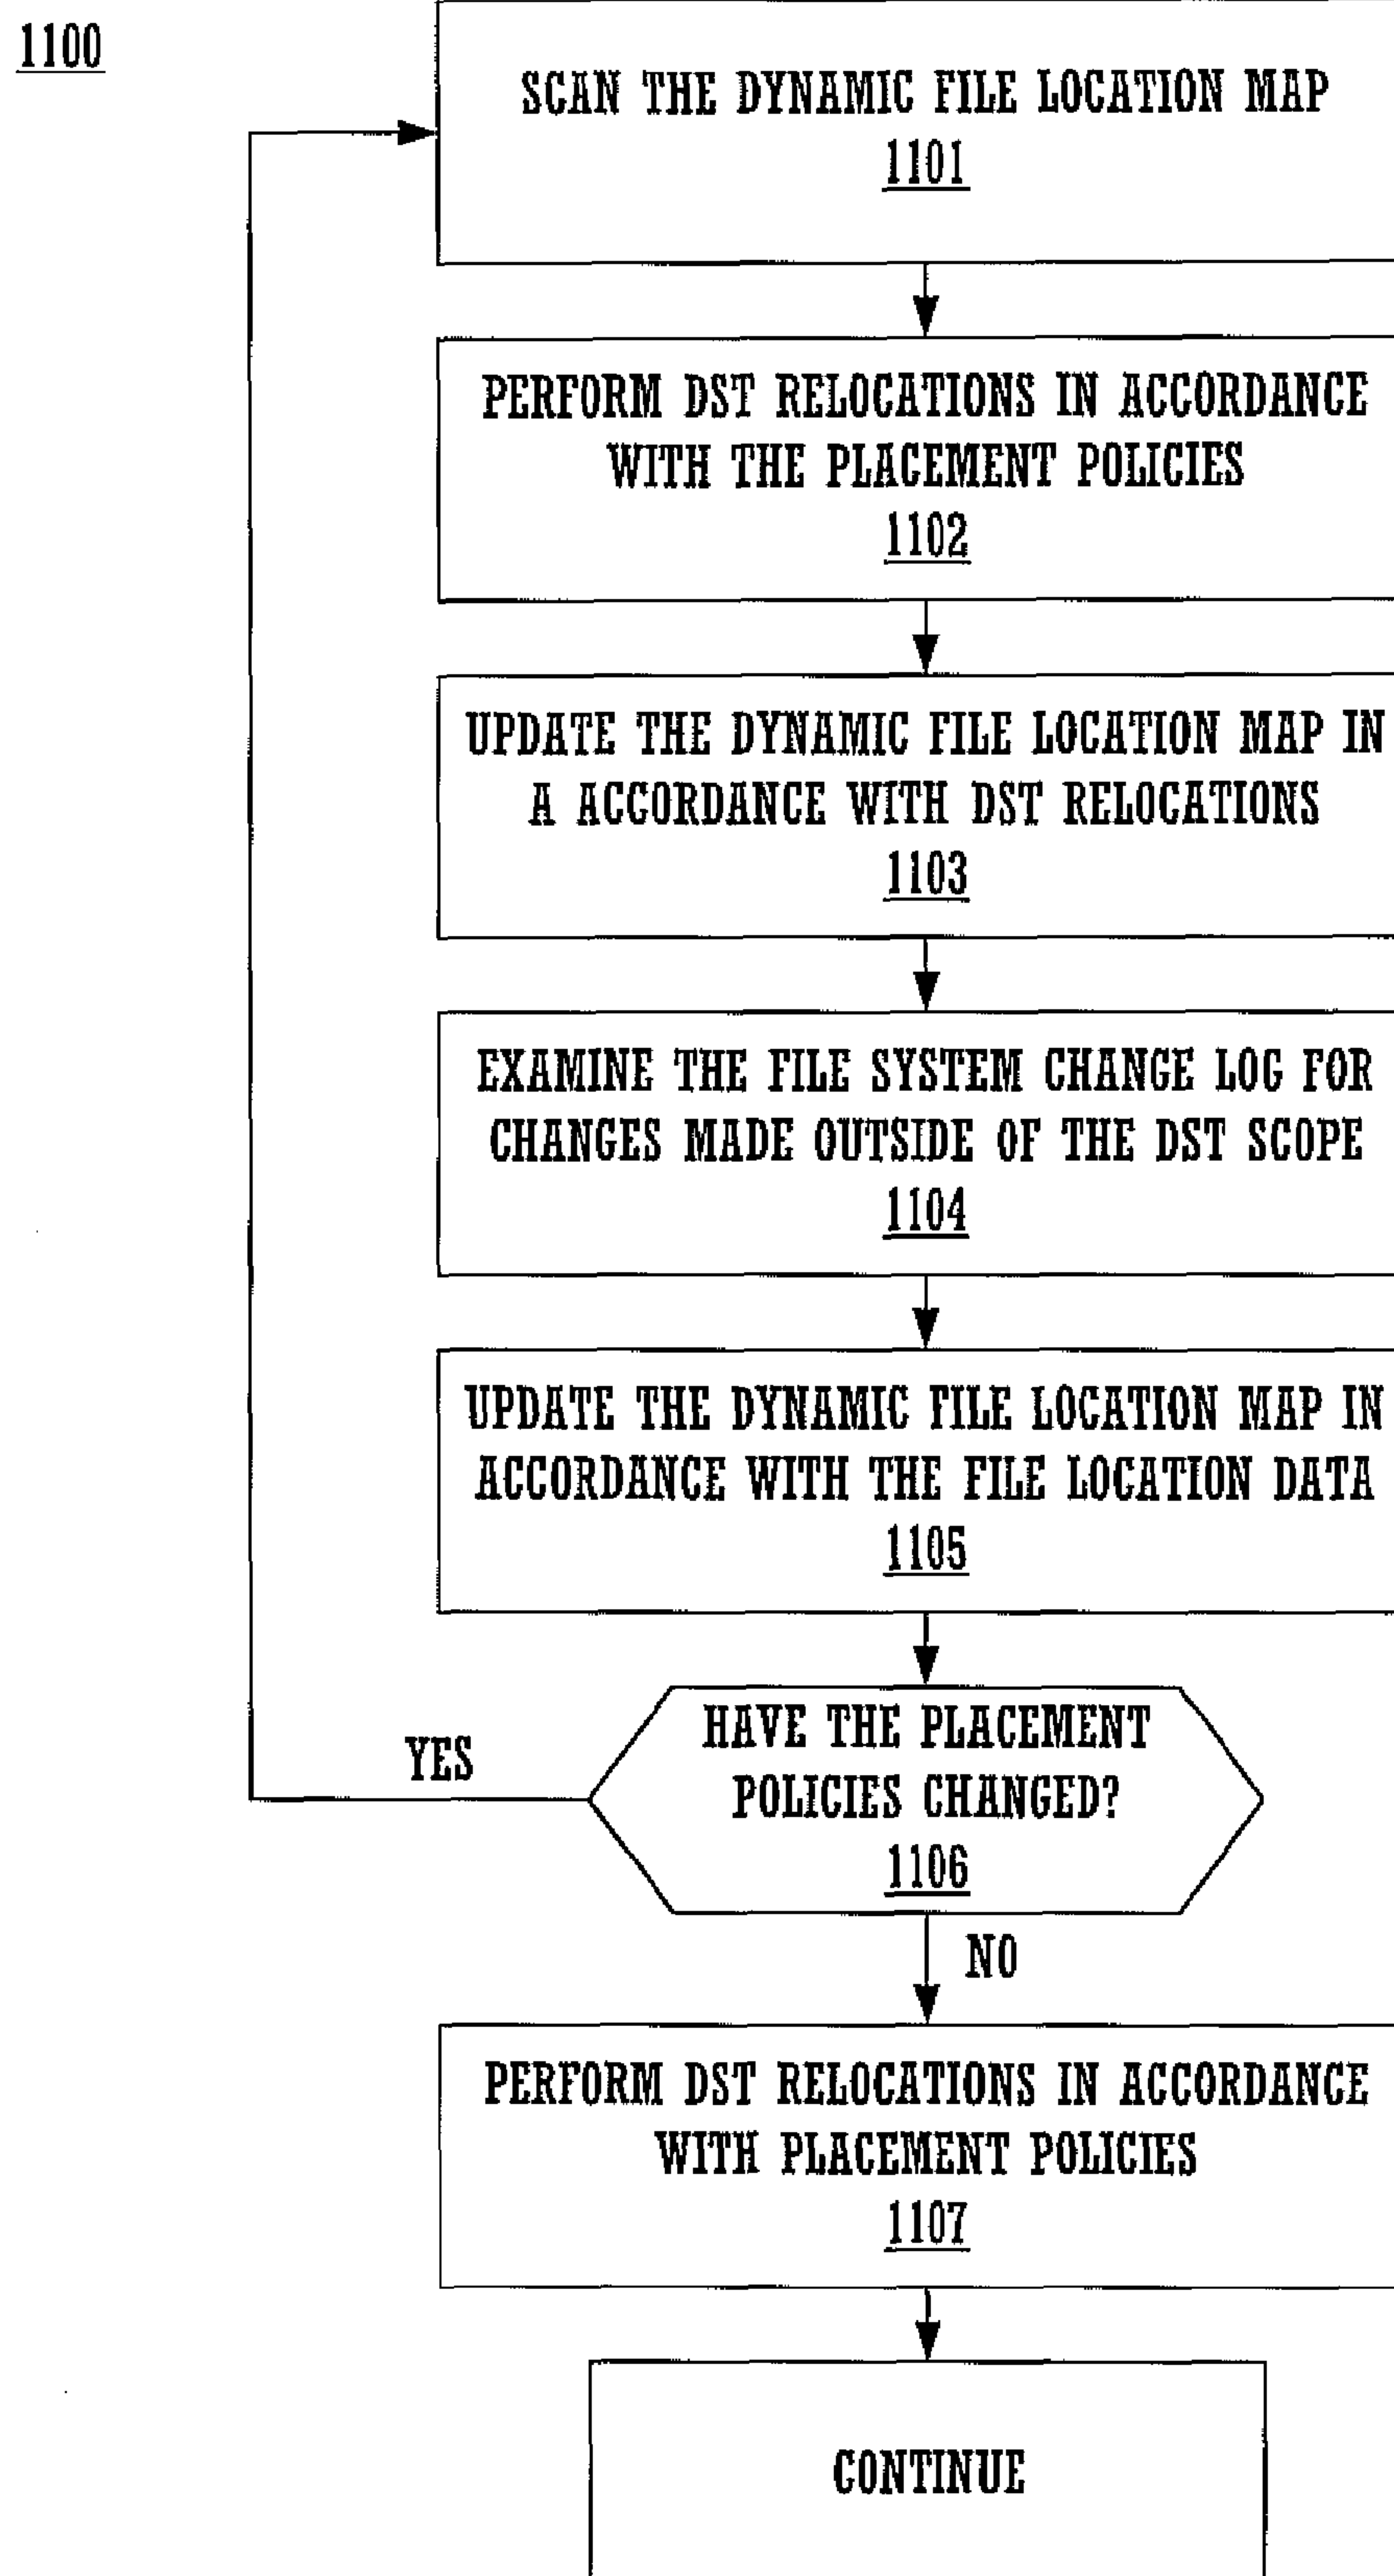 1100
SCAN THE DYNAMIC FILE LOCATION MAP
1101
PERFORM DST RELOCATIONS IN ACCORDANCE
WITH THE PLACEMENT POLICIES
1102
UPDATE THE DYNAMIC FILE LOCATION MAP IN
A ACCORDANCE WITH DST RELOCATIONS
1103
EXAMINE THE FILE SYSTEM CHANGE LOG FOR
CHANGES MADE OUTSIDE OF THE DST SCOPE
1104
UPDATE THE DYNAMIC FILE LOCATION MAP IN
ACCORDANCE WITH THE FILE LOCATION DATA
1105
HAVE THE PLACEMENT
POLICIES CHANGED?
1106
YES
NO
PERFORM DST RELOCATIONS IN ACCORDANCE
WITH PLACEMENT POLICIES
1107
CONTINUE